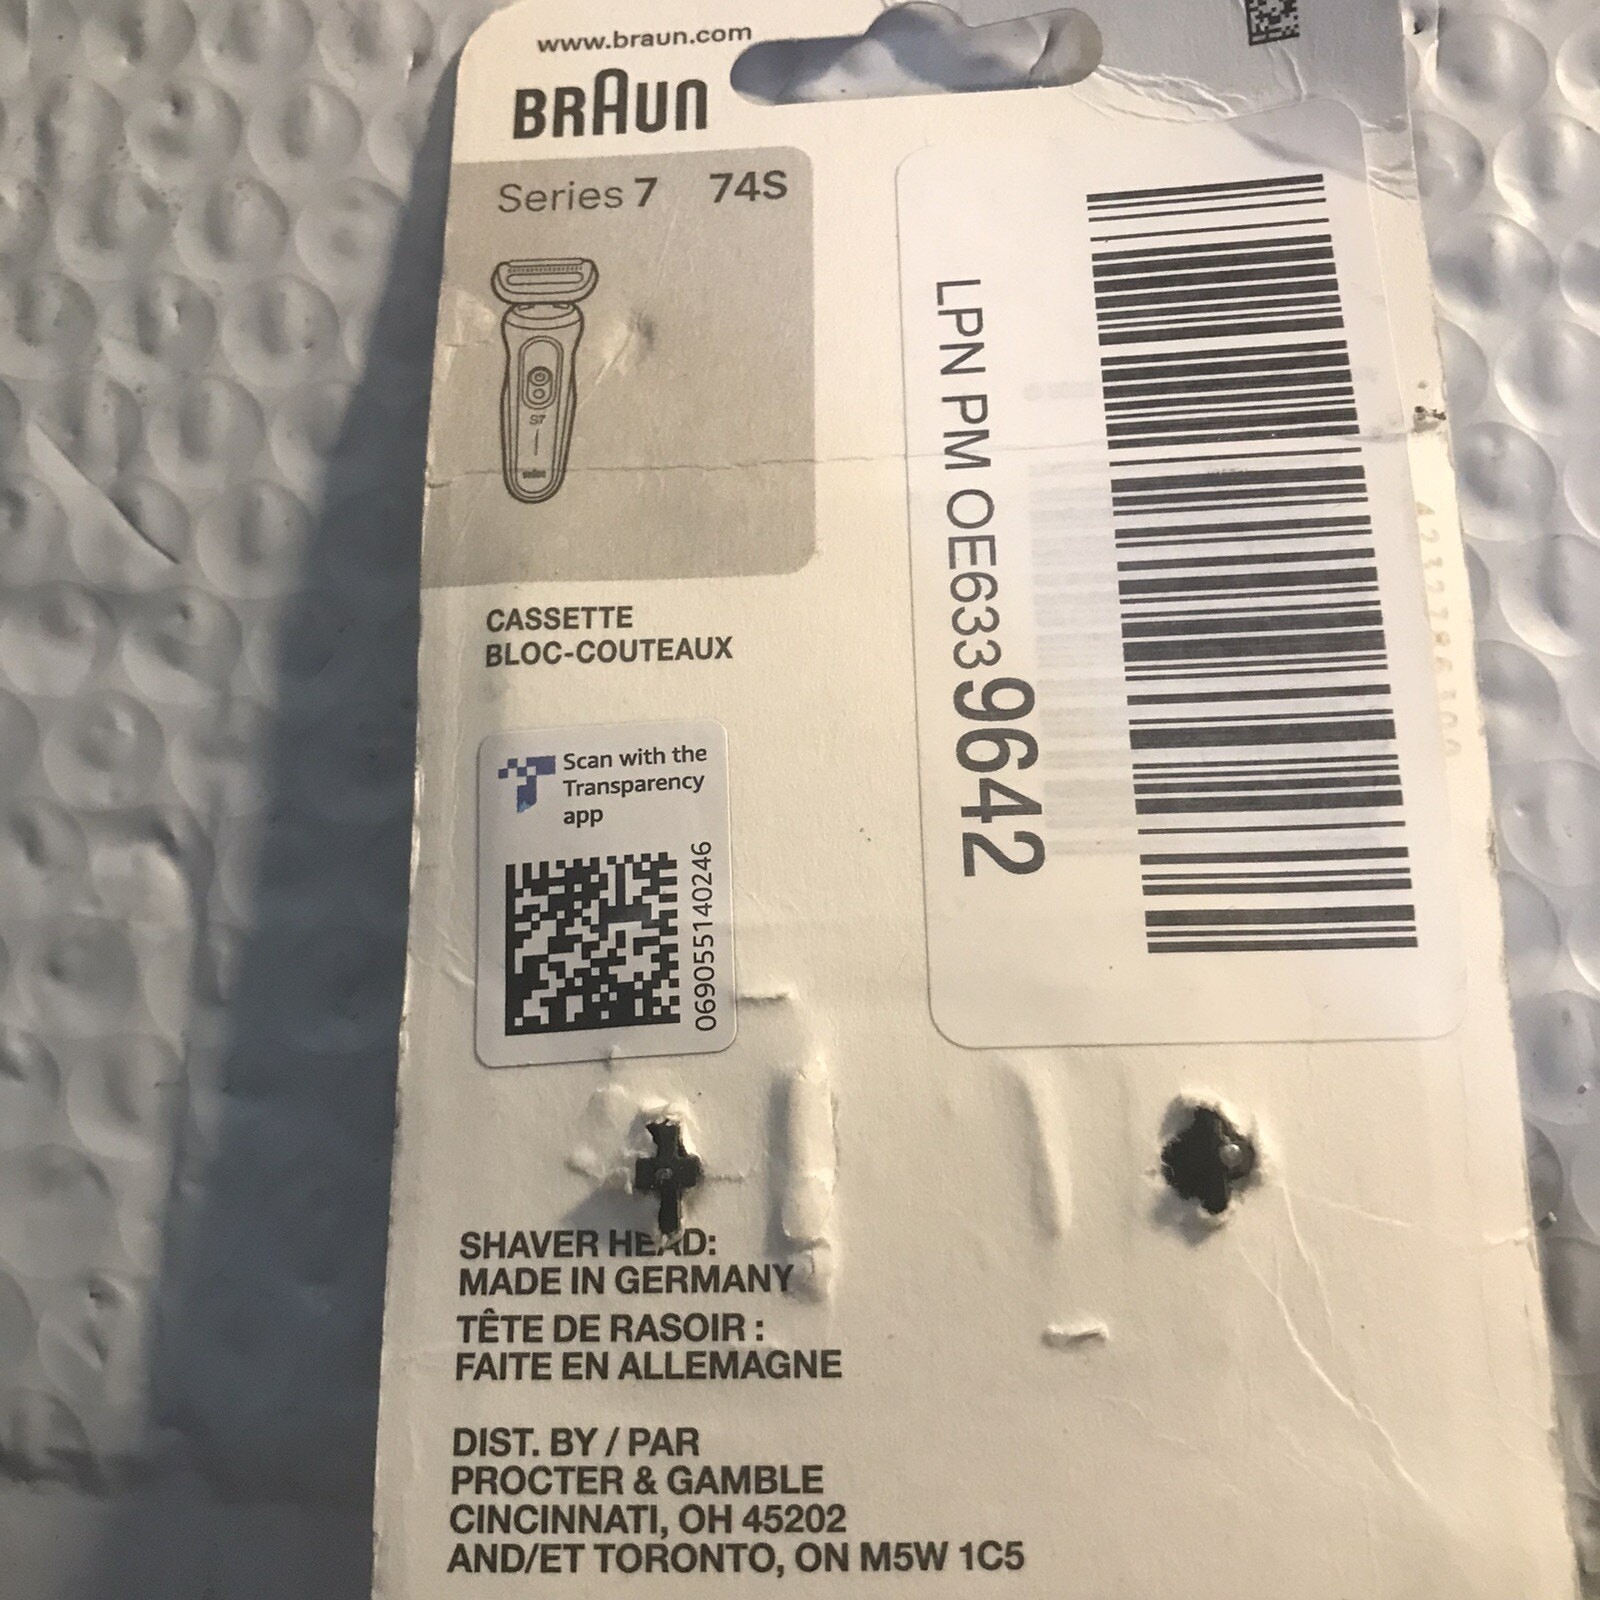 www.braun.com
BRAUN
Series 7 74S
S7
CASSETTE
BLOC-COUTEAUX
Scan with the
Transparency
app
069055140246
LPN PM OE6339642
SHAVER HEAD:
MADE IN GERMANY
TÊTE DE RASOIR :
FAITE EN ALLEMAGNE
DIST. BY / PAR
PROCTER & GAMBLE
CINCINNATI, OH 45202
AND/ET TORONTO, ON M5W 1C5